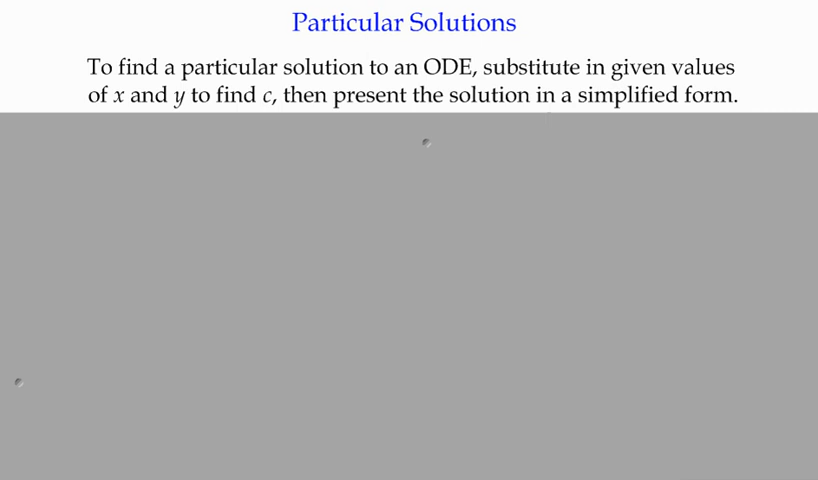 Particular Solutions
To find a particular solution to an ODE, substitute in given values
of x and y to find c, then present the solution in a simplified form.